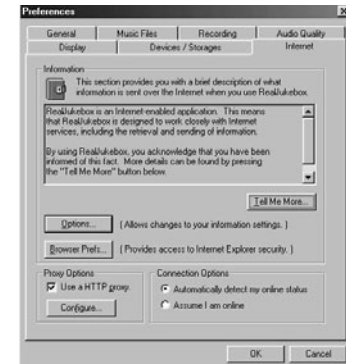 Preferences
General Music Files Recording Audio Quality
Display Devices / Storages Internet
Information
This section provides you with a brief description of what
information is sent over the Internet when you use RealJukebox.
RealJukebox is an Internet-enabled application. This means
that RealJukebox is designed to work closely with Internet
services, including the retrieval and sending of information.
By using RealJukebox, you acknowledge that you have been
informed of this fact. More details can be found by pressing
the "Tell Me More" button below.
Tell Me More...
Options... ( Allows changes to your information settings. )
Browser Prefs... ( Provides access to Internet Explorer security. )
Proxy Options
Use a HTTP proxy.
Configure...
Connection Options
Automatically detect my online status
Assume I am online
OK Cancel